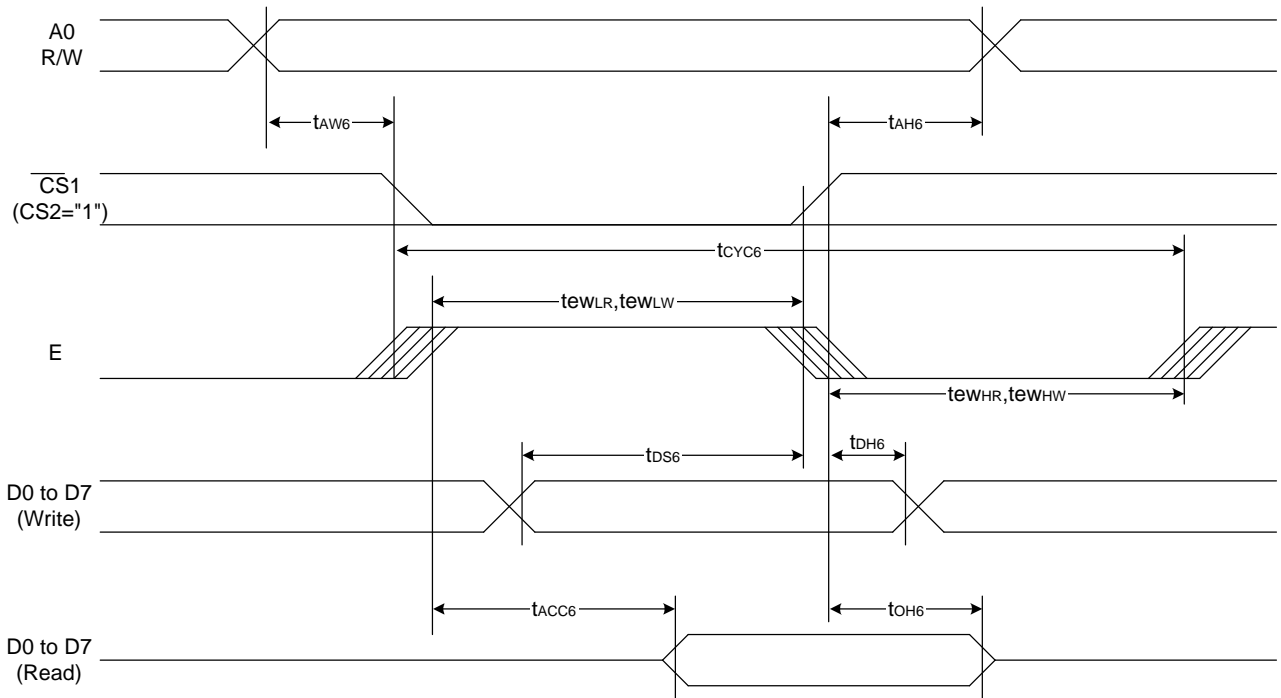 A0
R/W
tAW6
tAH6
CS1
(CS2="1")
tCYC6
tewLR,tewLW
E
tewHR,tewHW
tDS6
tDH6
D0 to D7
(Write)
tACC6
tOH6
D0 to D7
(Read)